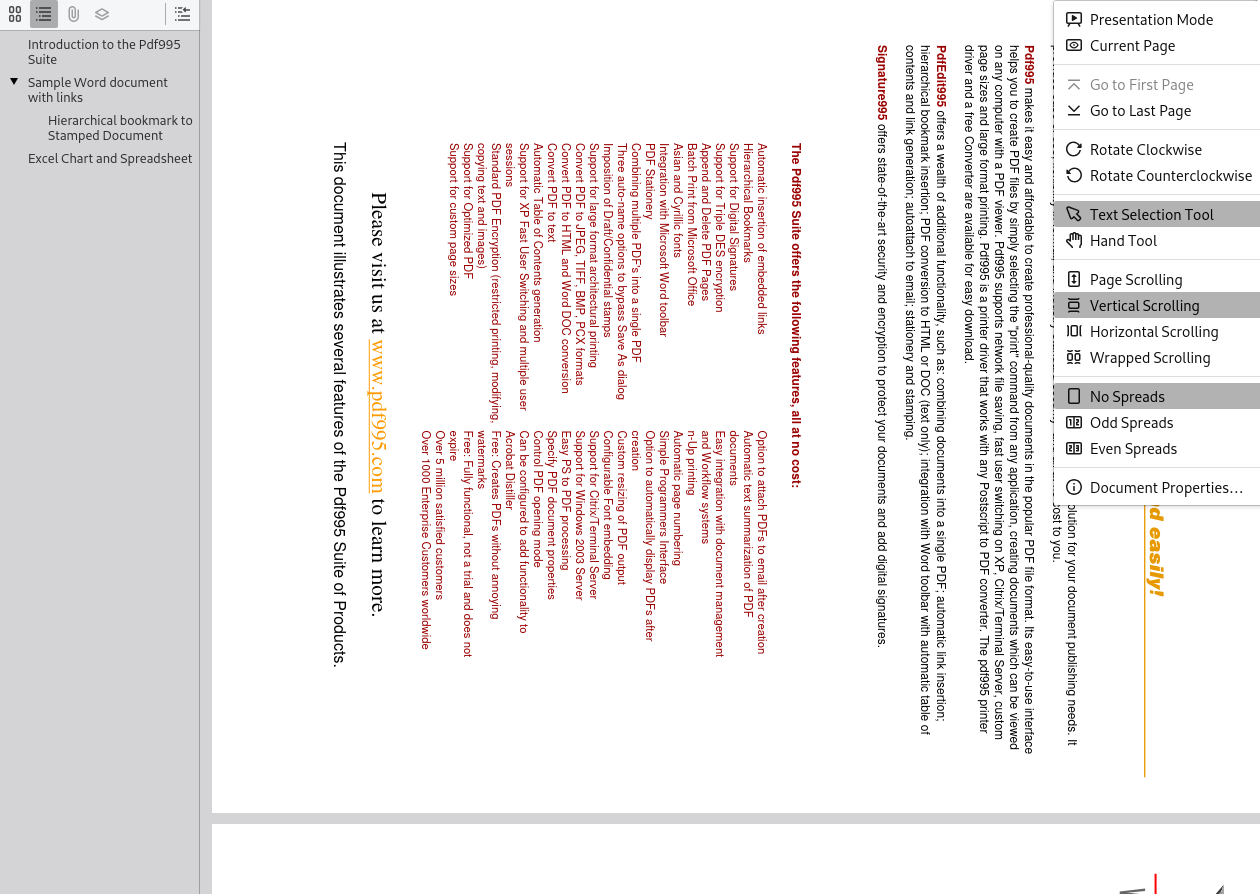 Introduction to the Pdf995
Suite
Sample Word document
with links
Hierarchical bookmark to
Stamped Document
Excel Chart and Spreadsheet
Presentation Mode
Current Page
Go to First Page
Go to Last Page
Rotate Clockwise
Rotate Counterclockwise
Text Selection Tool
Hand Tool
Page Scrolling
Vertical Scrolling
Horizontal Scrolling
Wrapped Scrolling
No Spreads
Odd Spreads
Even Spreads
Document Properties…
d easily!
olution for your document publishing needs. It
ost to you.
Pdf995 makes it easy and affordable to create professional-quality documents in the popular PDF file format. Its easy-to-use interface
helps you to create PDF files by simply selecting the "print" command from any application, creating documents which can be viewed
on any computer with a PDF viewer. Pdf995 supports network file saving, fast user switching on XP, Citrix/Terminal Server, custom
page sizes and large format printing. Pdf995 is a printer driver that works with any Postscript to PDF converter. The pdf995 printer
driver and a free Converter are available for easy download.
PdfEdit995 offers a wealth of additional functionality, such as: combining documents into a single PDF; automatic link insertion;
hierarchical bookmark insertion; PDF conversion to HTML or DOC (text only); integration with Word toolbar with automatic table of
contents and link generation; autoattach to email; stationery and stamping.
Signature995 offers state-of-the-art security and encryption to protect your documents and add digital signatures.
The Pdf995 Suite offers the following features, all at no cost:
Automatic insertion of embedded links
Hierarchical Bookmarks
Support for Digital Signatures
Support for Triple DES encryption
Append and Delete PDF Pages
Batch Print from Microsoft Office
Asian and Cyrillic fonts
Integration with Microsoft Word toolbar
PDF Stationery
Combining multiple PDF's into a single PDF
Three auto-name options to bypass Save As dialog
Imposition of Draft/Confidential stamps
Support for large format architectural printing
Convert PDF to JPEG, TIFF, BMP, PCX formats
Convert PDF to HTML and Word DOC conversion
Convert PDF to text
Automatic Table of Contents generation
Support for XP Fast User Switching and multiple user
sessions
Standard PDF Encryption (restricted printing, modifying,
copying text and images)
Support for Optimized PDF
Support for custom page sizes
Option to attach PDFs to email after creation
Automatic text summarization of PDF
documents
Easy integration with document management
and Workflow systems
n-Up printing
Automatic page numbering
Simple Programmers Interface
Option to automatically display PDFs after
creation
Custom resizing of PDF output
Configurable Font embedding
Support for Citrix/Terminal Server
Support for Windows 2003 Server
Easy PS to PDF processing
Specify PDF document properties
Control PDF opening mode
Can be configured to add functionality to
Acrobat Distiller
Free: Creates PDFs without annoying
watermarks
Free: Fully functional, not a trial and does not
expire
Over 5 million satisfied customers
Over 1000 Enterprise Customers worldwide
Please visit us at www.pdf995.com to learn more.
This document illustrates several features of the Pdf995 Suite of Products.